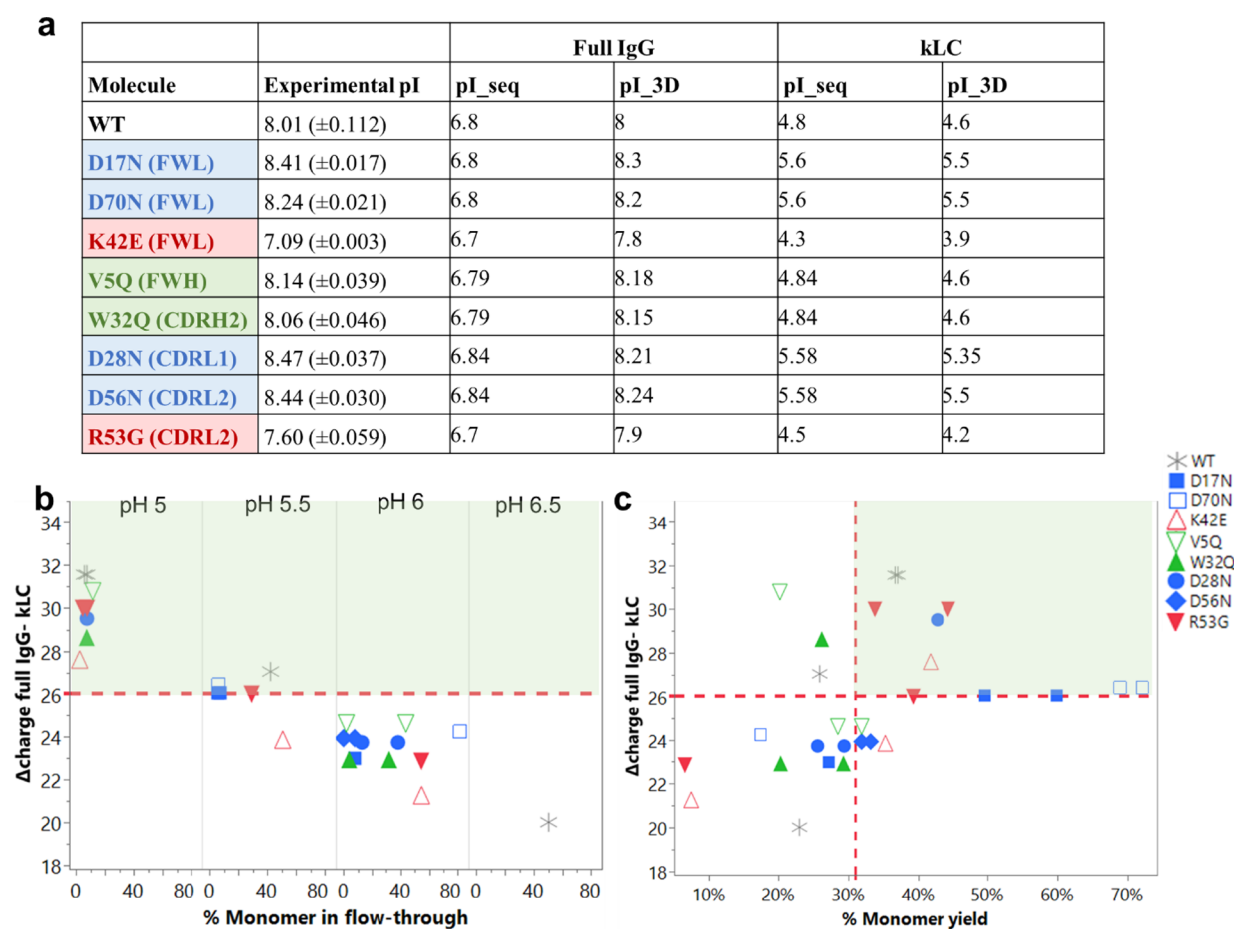 a
Full IgG kLC
Molecule Experimental pI pI_seq pI_3D pI_seq pI_3D
WT 8.01 (±0.112) 6.8 8 4.8 4.6
D17N (FWL) 8.41 (±0.017) 6.8 8.3 5.6 5.5
D70N (FWL) 8.24 (±0.021) 6.8 8.2 5.6 5.5
K42E (FWL) 7.09 (±0.003) 6.7 7.8 4.3 3.9
V5Q (FWH) 8.14 (±0.039) 6.79 8.18 4.84 4.6
W32Q (CDRH2) 8.06 (±0.046) 6.79 8.15 4.84 4.6
D28N (CDRL1) 8.47 (±0.037) 6.84 8.21 5.58 5.35
D56N (CDRL2) 8.44 (±0.030) 6.84 8.24 5.58 5.5
R53G (CDRL2) 7.60 (±0.059) 6.7 7.9 4.5 4.2
b
pH 5 pH 5.5 pH 6 pH 6.5
Δcharge full IgG- kLC
34
32
30
28
26
24
22
20
18
0 40 80 0 40 80 0 40 80 0 40 80
% Monomer in flow-through
c
Δcharge full IgG - kLC
34
32
30
28
26
24
22
20
18
10% 20% 30% 40% 50% 60% 70%
% Monomer yield
WT
D17N
D70N
K42E
V5Q
W32Q
D28N
D56N
R53G